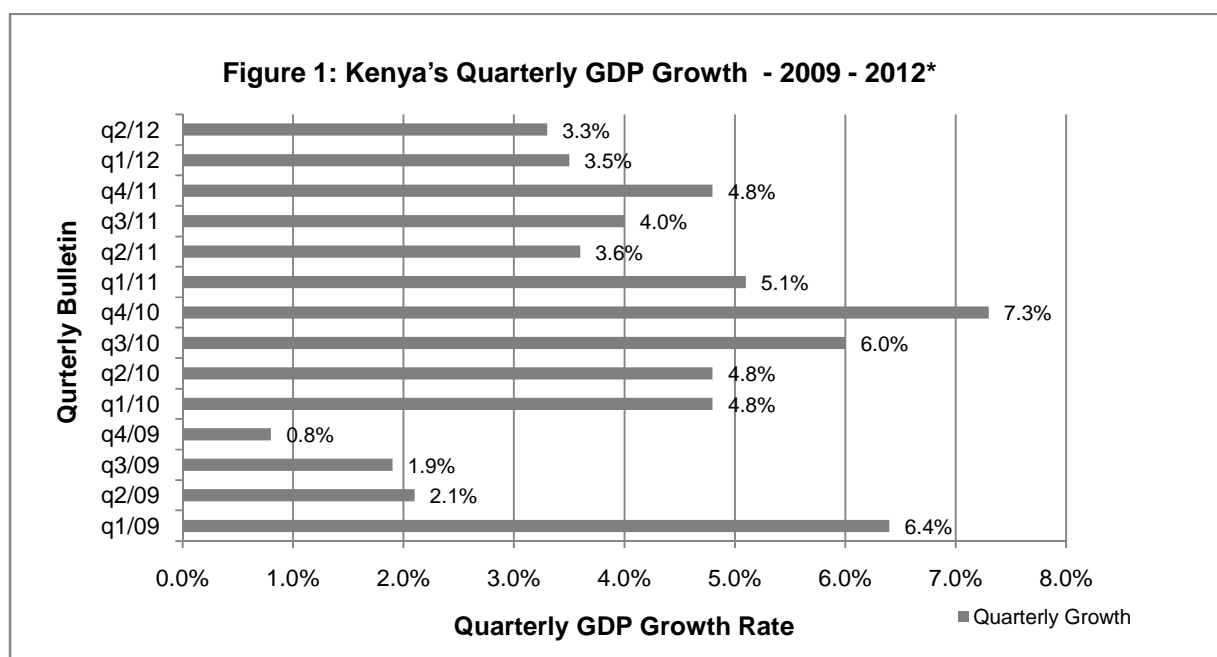 Figure 1: Kenya's Quarterly GDP Growth - 2009 - 2012*
Qurterly Bulletin
q2/12 3.3%
q1/12 3.5%
q4/11 4.8%
q3/11 4.0%
q2/11 3.6%
q1/11 5.1%
q4/10 7.3%
q3/10 6.0%
q2/10 4.8%
q1/10 4.8%
q4/09 0.8%
q3/09 1.9%
q2/09 2.1%
q1/09 6.4%
0.0% 1.0% 2.0% 3.0% 4.0% 5.0% 6.0% 7.0% 8.0%
Quarterly GDP Growth Rate
Quarterly Growth